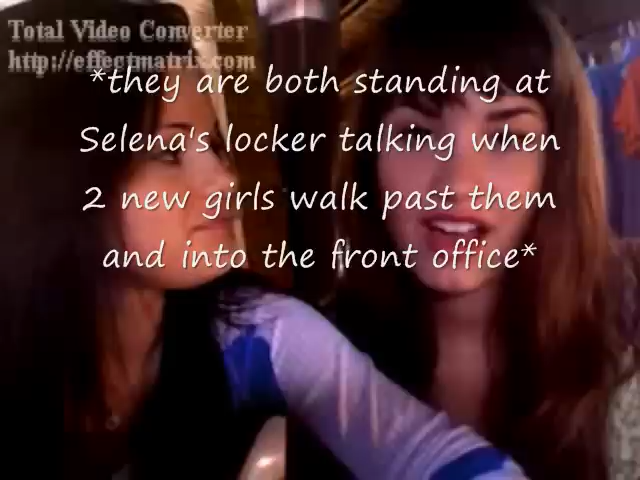 Total Video Converter
http://effectmatrix.com
*they are both standing at
Selena's locker talking when
2 new girls walk past them
and into the front office*